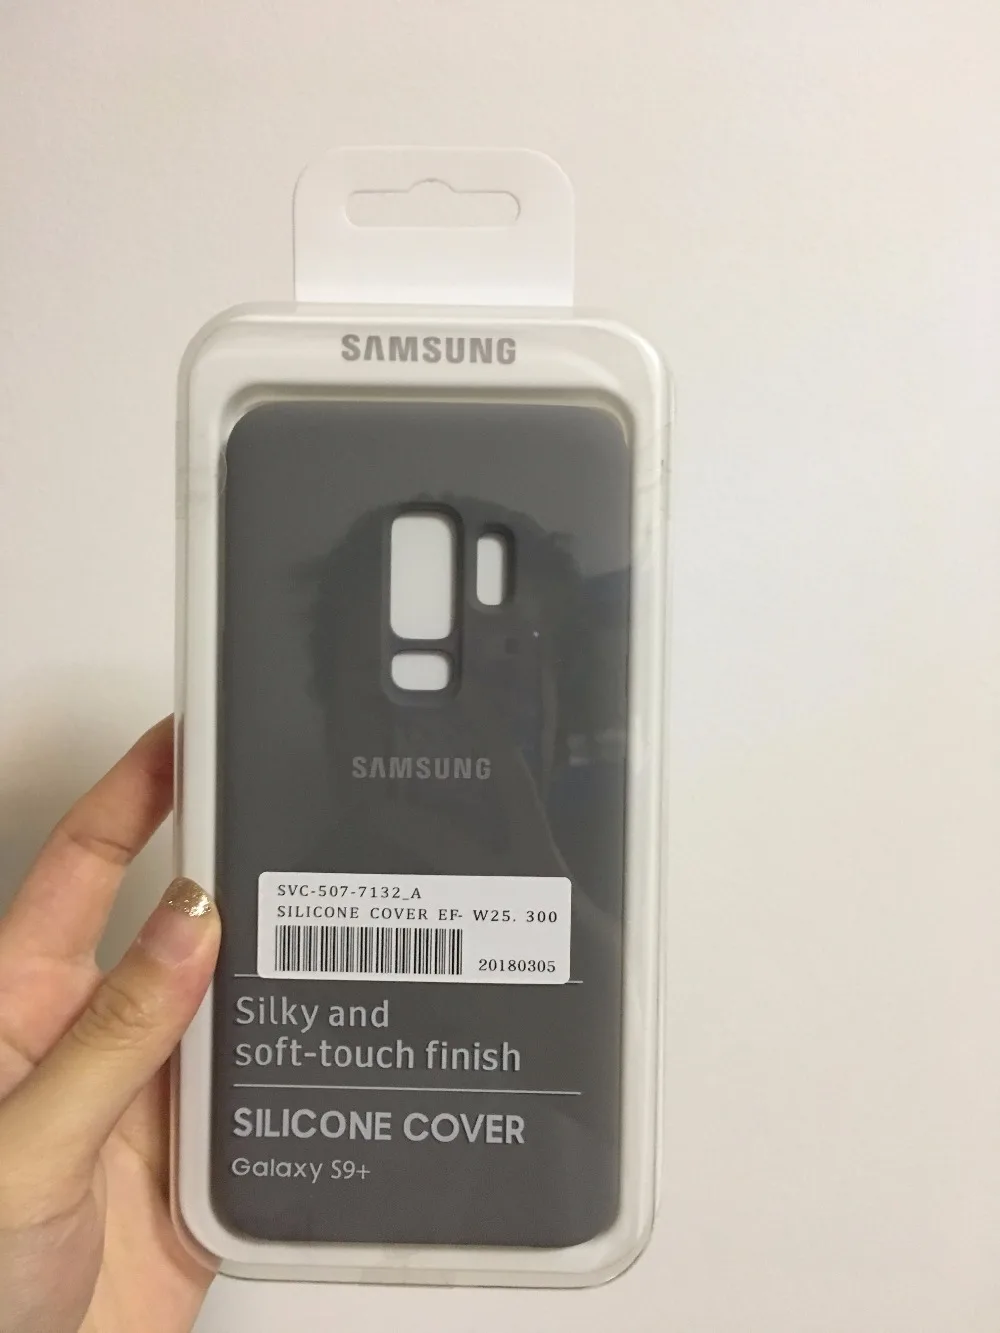 SAMSUNG
SAMSUNG
SVC-507-7132_A
SILICONE COVER EF- W25. 300
20180305
Silky and
soft-touch finish
SILICONE COVER
Galaxy S9+